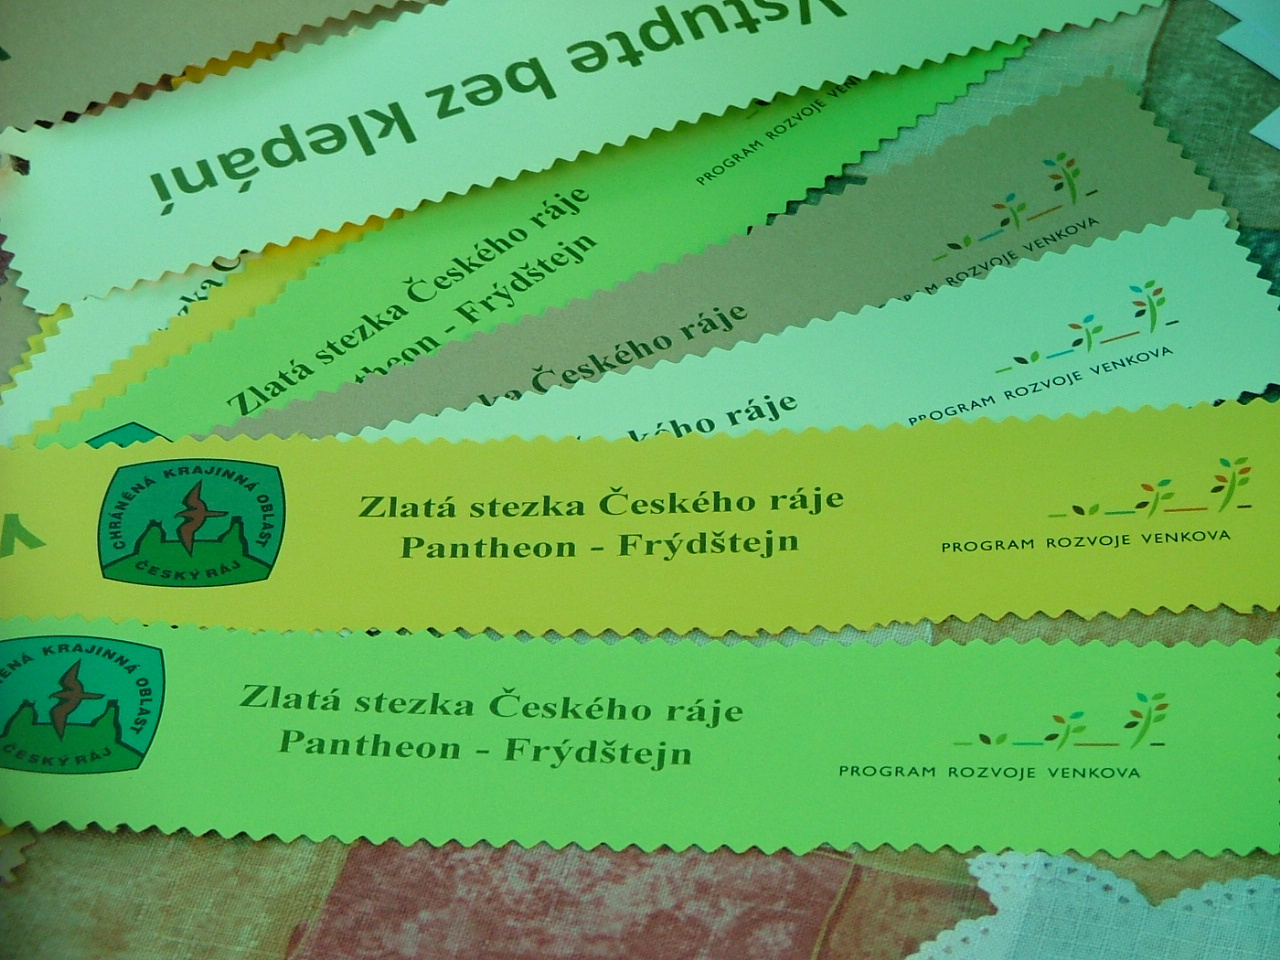 Vstupte bez klepání
PROGRAM ROZVOJE
Zlatá stezka Českého ráje
- Frýdštejn
ROZVOJE VENKOVA
Českého ráje
PROGRAM ROZVOJE VENKOVA
ráje
CHRÁNĚNÁ KRAJINNÁ OBLAST
ČESKÝ RÁJ
Zlatá stezka Českého ráje
Pantheon - Frýdštejn
PROGRAM ROZVOJE VENKOVA
KRAJINNÁ OBLAST
ČESKÝ RÁJ
Zlatá stezka Českého ráje
Pantheon - Frýdštejn
PROGRAM ROZVOJE VENKOVA